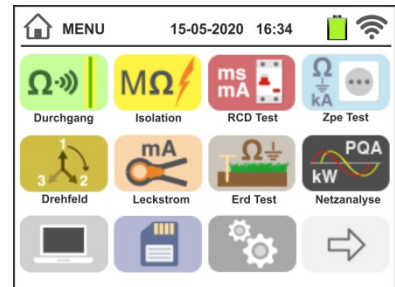 MENU 15-05-2020 16:34
Ω MΩ ms mA Ω kA
Durchgang Isolation RCD Test Zpe Test
1 3 2 mA Ω PQA kW
Drehfeld Leckstrom Erd Test Netzanalyse